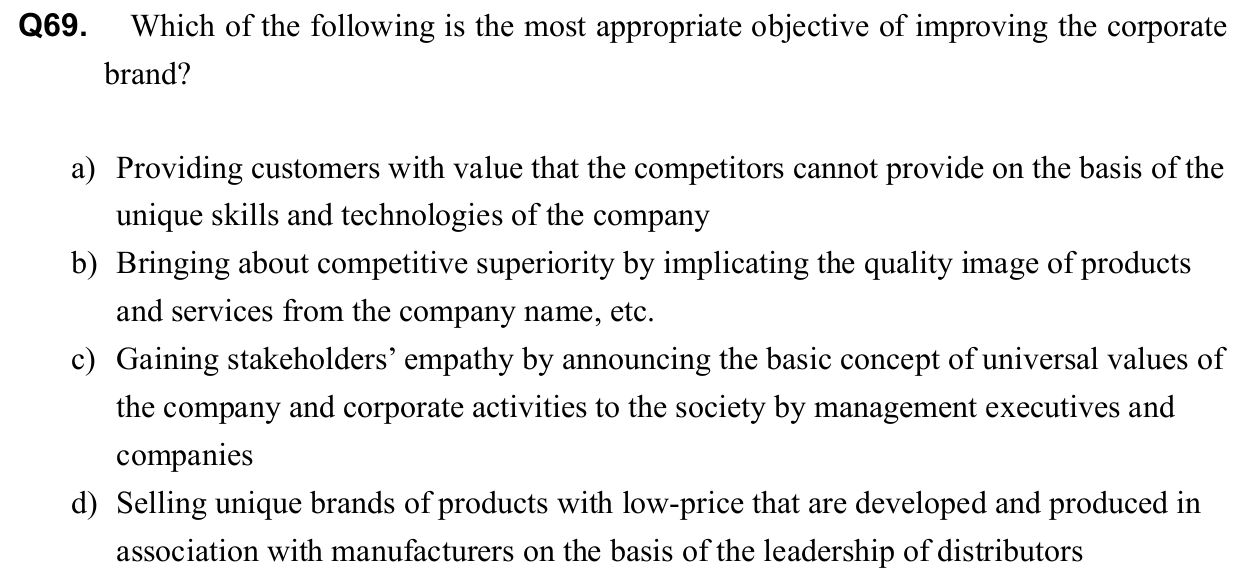 Q69. Which of the following is the most appropriate objective of improving the corporate
brand?
a) Providing customers with value that the competitors cannot provide on the basis of the
unique skills and technologies of the company
b) Bringing about competitive superiority by implicating the quality image of products
and services from the company name, etc.
c) Gaining stakeholders’ empathy by announcing the basic concept of universal values of
the company and corporate activities to the society by management executives and
companies
d) Selling unique brands of products with low-price that are developed and produced in
association with manufacturers on the basis of the leadership of distributors